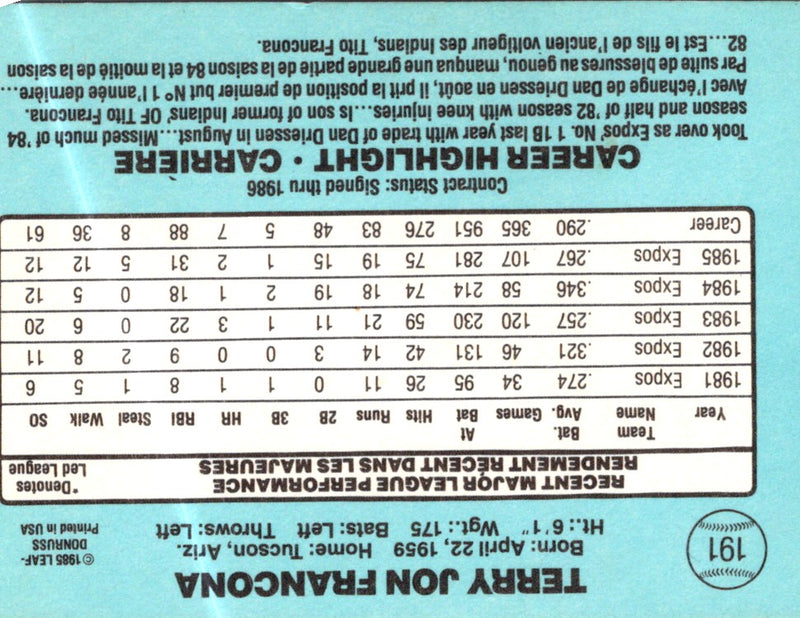 191
TERRY JON FRANCONA
Born: April 22, 1959 Home: Tucson, Ariz.
Ht.: 6'1" Wgt.: 175 Bats: Left Throws: Left
©1985 LEAF-
DONRUSS
Printed in USA
RECENT MAJOR LEAGUE PERFORMANCE
RENDEMENT RÉCENT DANS LES MAJEURES
*Denotes
Led League
Year Team Name Bat. Avg. Games At Bat Hits Runs 2B 3B HR RBI Steal Walk SO
1981 Expos .274 34 95 26 11 0 1 1 8 1 5 6
1982 Expos .321 46 131 42 14 3 0 0 9 2 8 11
1983 Expos .257 120 230 59 21 11 1 3 22 0 6 20
1984 Expos .346 58 214 74 18 19 2 1 18 0 5 12
1985 Expos .267 107 281 75 19 15 1 2 31 5 12 12
Career .290 365 951 276 83 48 5 7 88 8 36 61
Contract Status: Signed thru 1986
CAREER HIGHLIGHT • CARRIÈRE
Took over as Expos' No. 1 1B last year with trade of Dan Driessen in August...Missed much of '84
season and half of '82 season with knee injuries...Is son of former Indians' OF Tito Francona.
Avec l'échange de Dan Driessen en août, il prit la position de premier but Nº 1 l'année dernière...
Par suite de blessures au genou, manqua une grande partie de la saison 84 et la moitié de la saison
82...Est le fils de l'ancien voltigeur des Indians, Tito Francona.